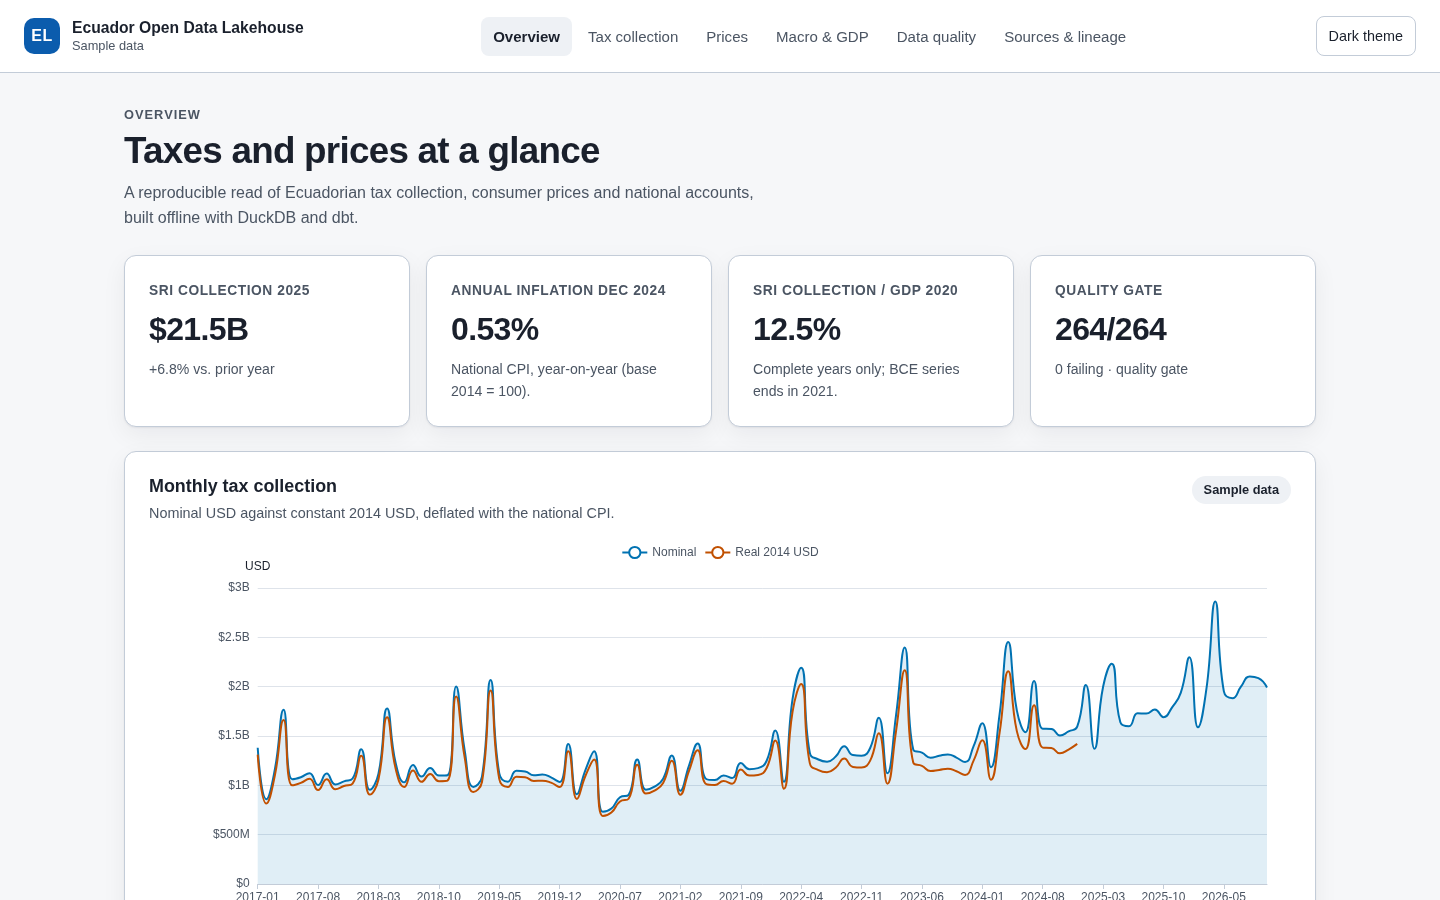 EL
Ecuador Open Data Lakehouse
Sample data
Overview
Tax collection
Prices
Macro & GDP
Data quality
Sources & lineage
Dark theme
OVERVIEW
Taxes and prices at a glance
A reproducible read of Ecuadorian tax collection, consumer prices and national accounts,
built offline with DuckDB and dbt.
SRI COLLECTION 2025
$21.5B
+6.8% vs. prior year
ANNUAL INFLATION DEC 2024
0.53%
National CPI, year-on-year (base
2014 = 100).
SRI COLLECTION / GDP 2020
12.5%
Complete years only; BCE series
ends in 2021.
QUALITY GATE
264/264
0 failing · quality gate
Monthly tax collection
Nominal USD against constant 2014 USD, deflated with the national CPI.
Sample data
Nominal
Real 2014 USD
USD
$3B
$2.5B
$2B
$1.5B
$1B
$500M
$0
2017-01
2017-08
2018-03
2018-10
2019-05
2019-12
2020-07
2021-02
2021-09
2022-04
2022-11
2023-06
2024-01
2024-08
2025-03
2025-10
2026-05